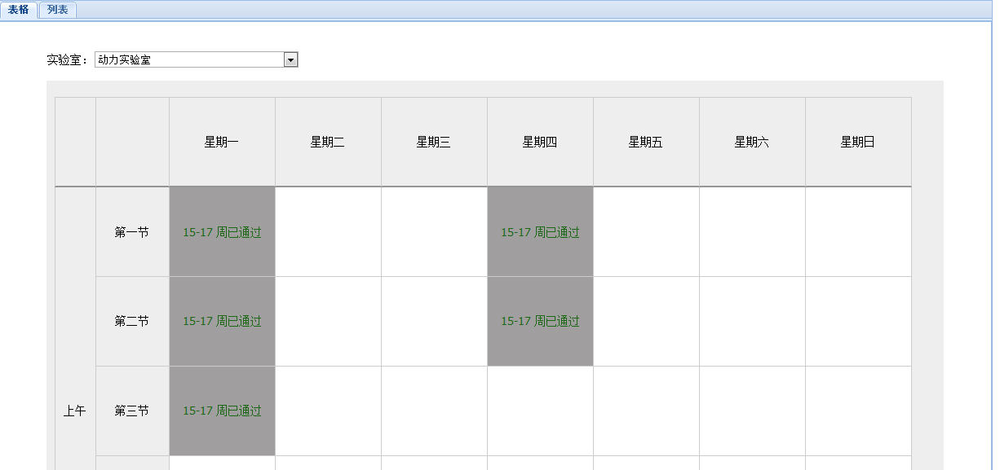 表格 列表
实验室： 动力实验室
星期一 星期二 星期三 星期四 星期五 星期六 星期日
第一节 15-17 周已通过 15-17 周已通过
第二节 15-17 周已通过 15-17 周已通过
上午 第三节 15-17 周已通过